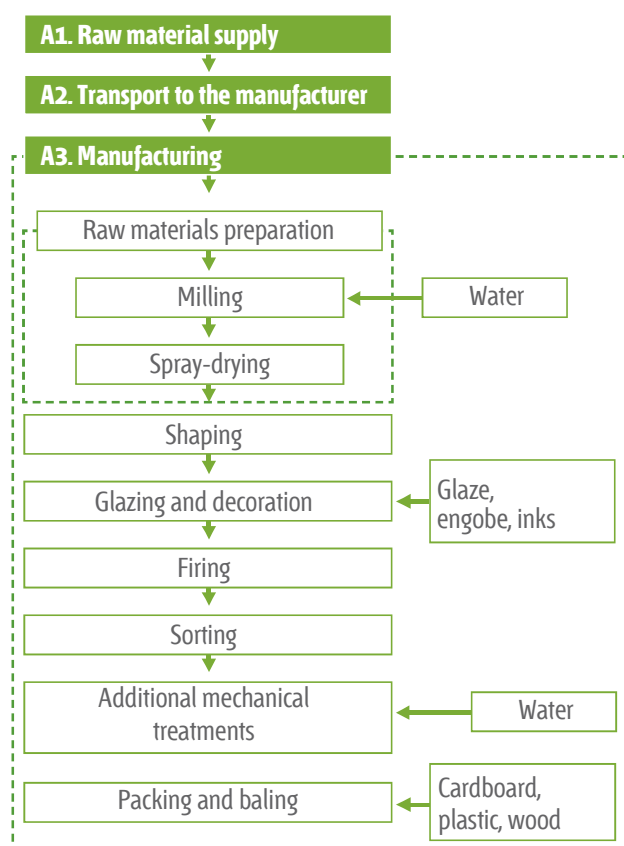 A1. Raw material supply
A2. Transport to the manufacturer
A3. Manufacturing
Raw materials preparation
Milling
Water
Spray-drying
Shaping
Glazing and decoration
Glaze,
engobe, inks
Firing
Sorting
Additional mechanical
treatments
Water
Packing and baling
Cardboard,
plastic, wood